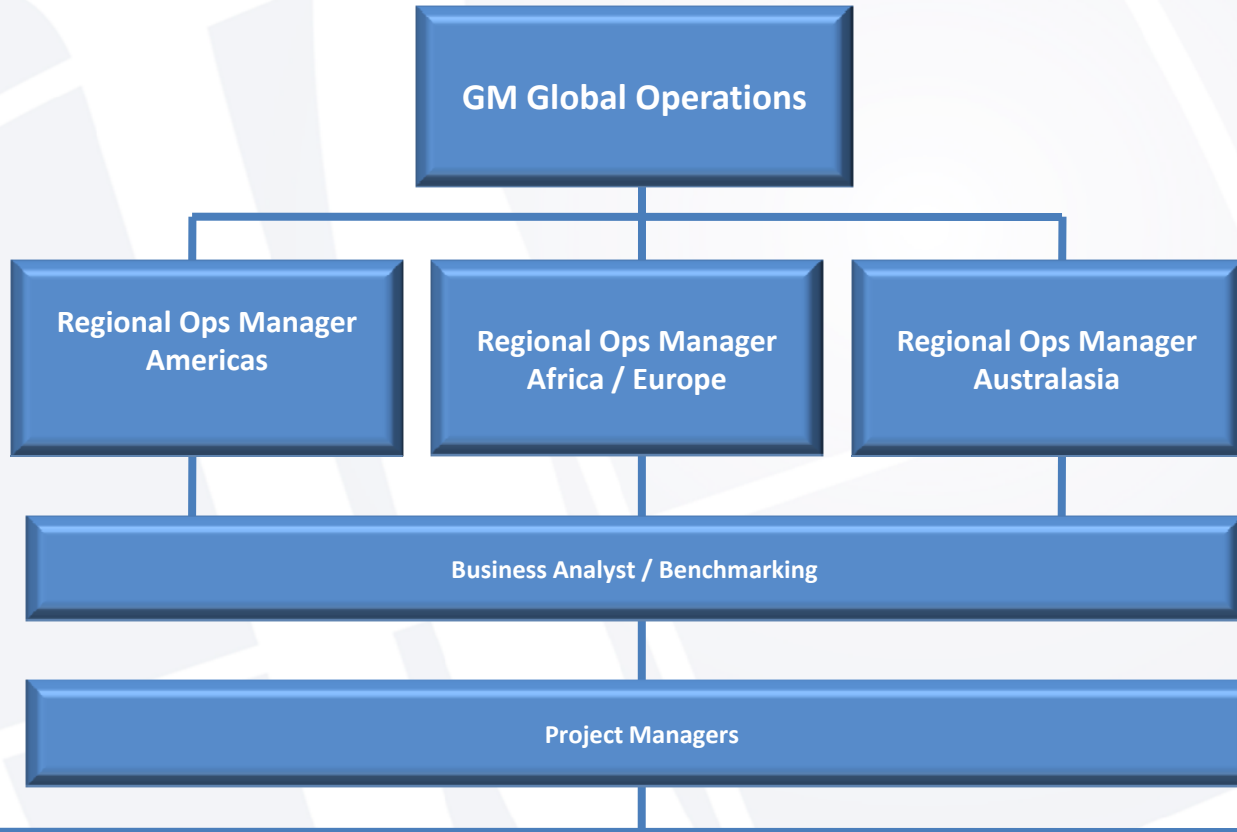 GM Global Operations
Regional Ops Manager
Americas
Regional Ops Manager
Africa / Europe
Regional Ops Manager
Australasia
Business Analyst / Benchmarking
Project Managers